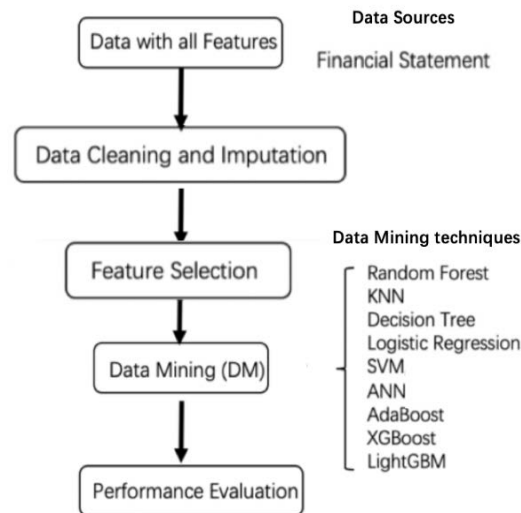 Data Sources
Data with all Features
Financial Statement
Data Cleaning and Imputation
Data Mining techniques
Feature Selection
Random Forest
KNN
Decision Tree
Logistic Regression
Data Mining (DM)
SVM
ANN
AdaBoost
XGBoost
LightGBM
Performance Evaluation